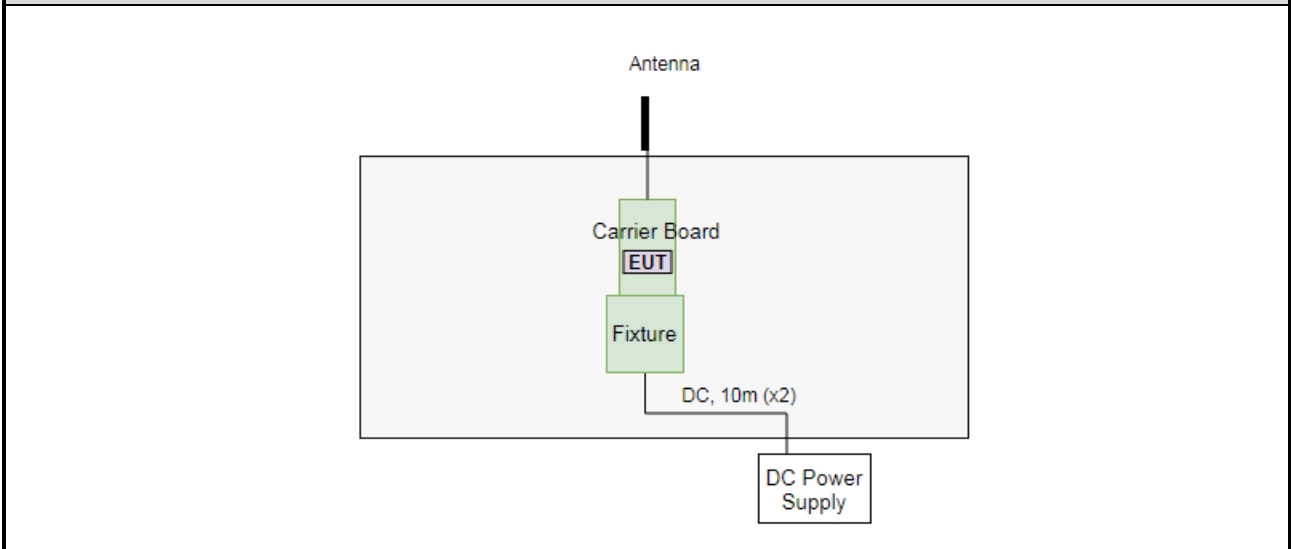 Antenna
Carrier Board
EUT
Fixture
DC, 10m (x2)
DC Power
Supply